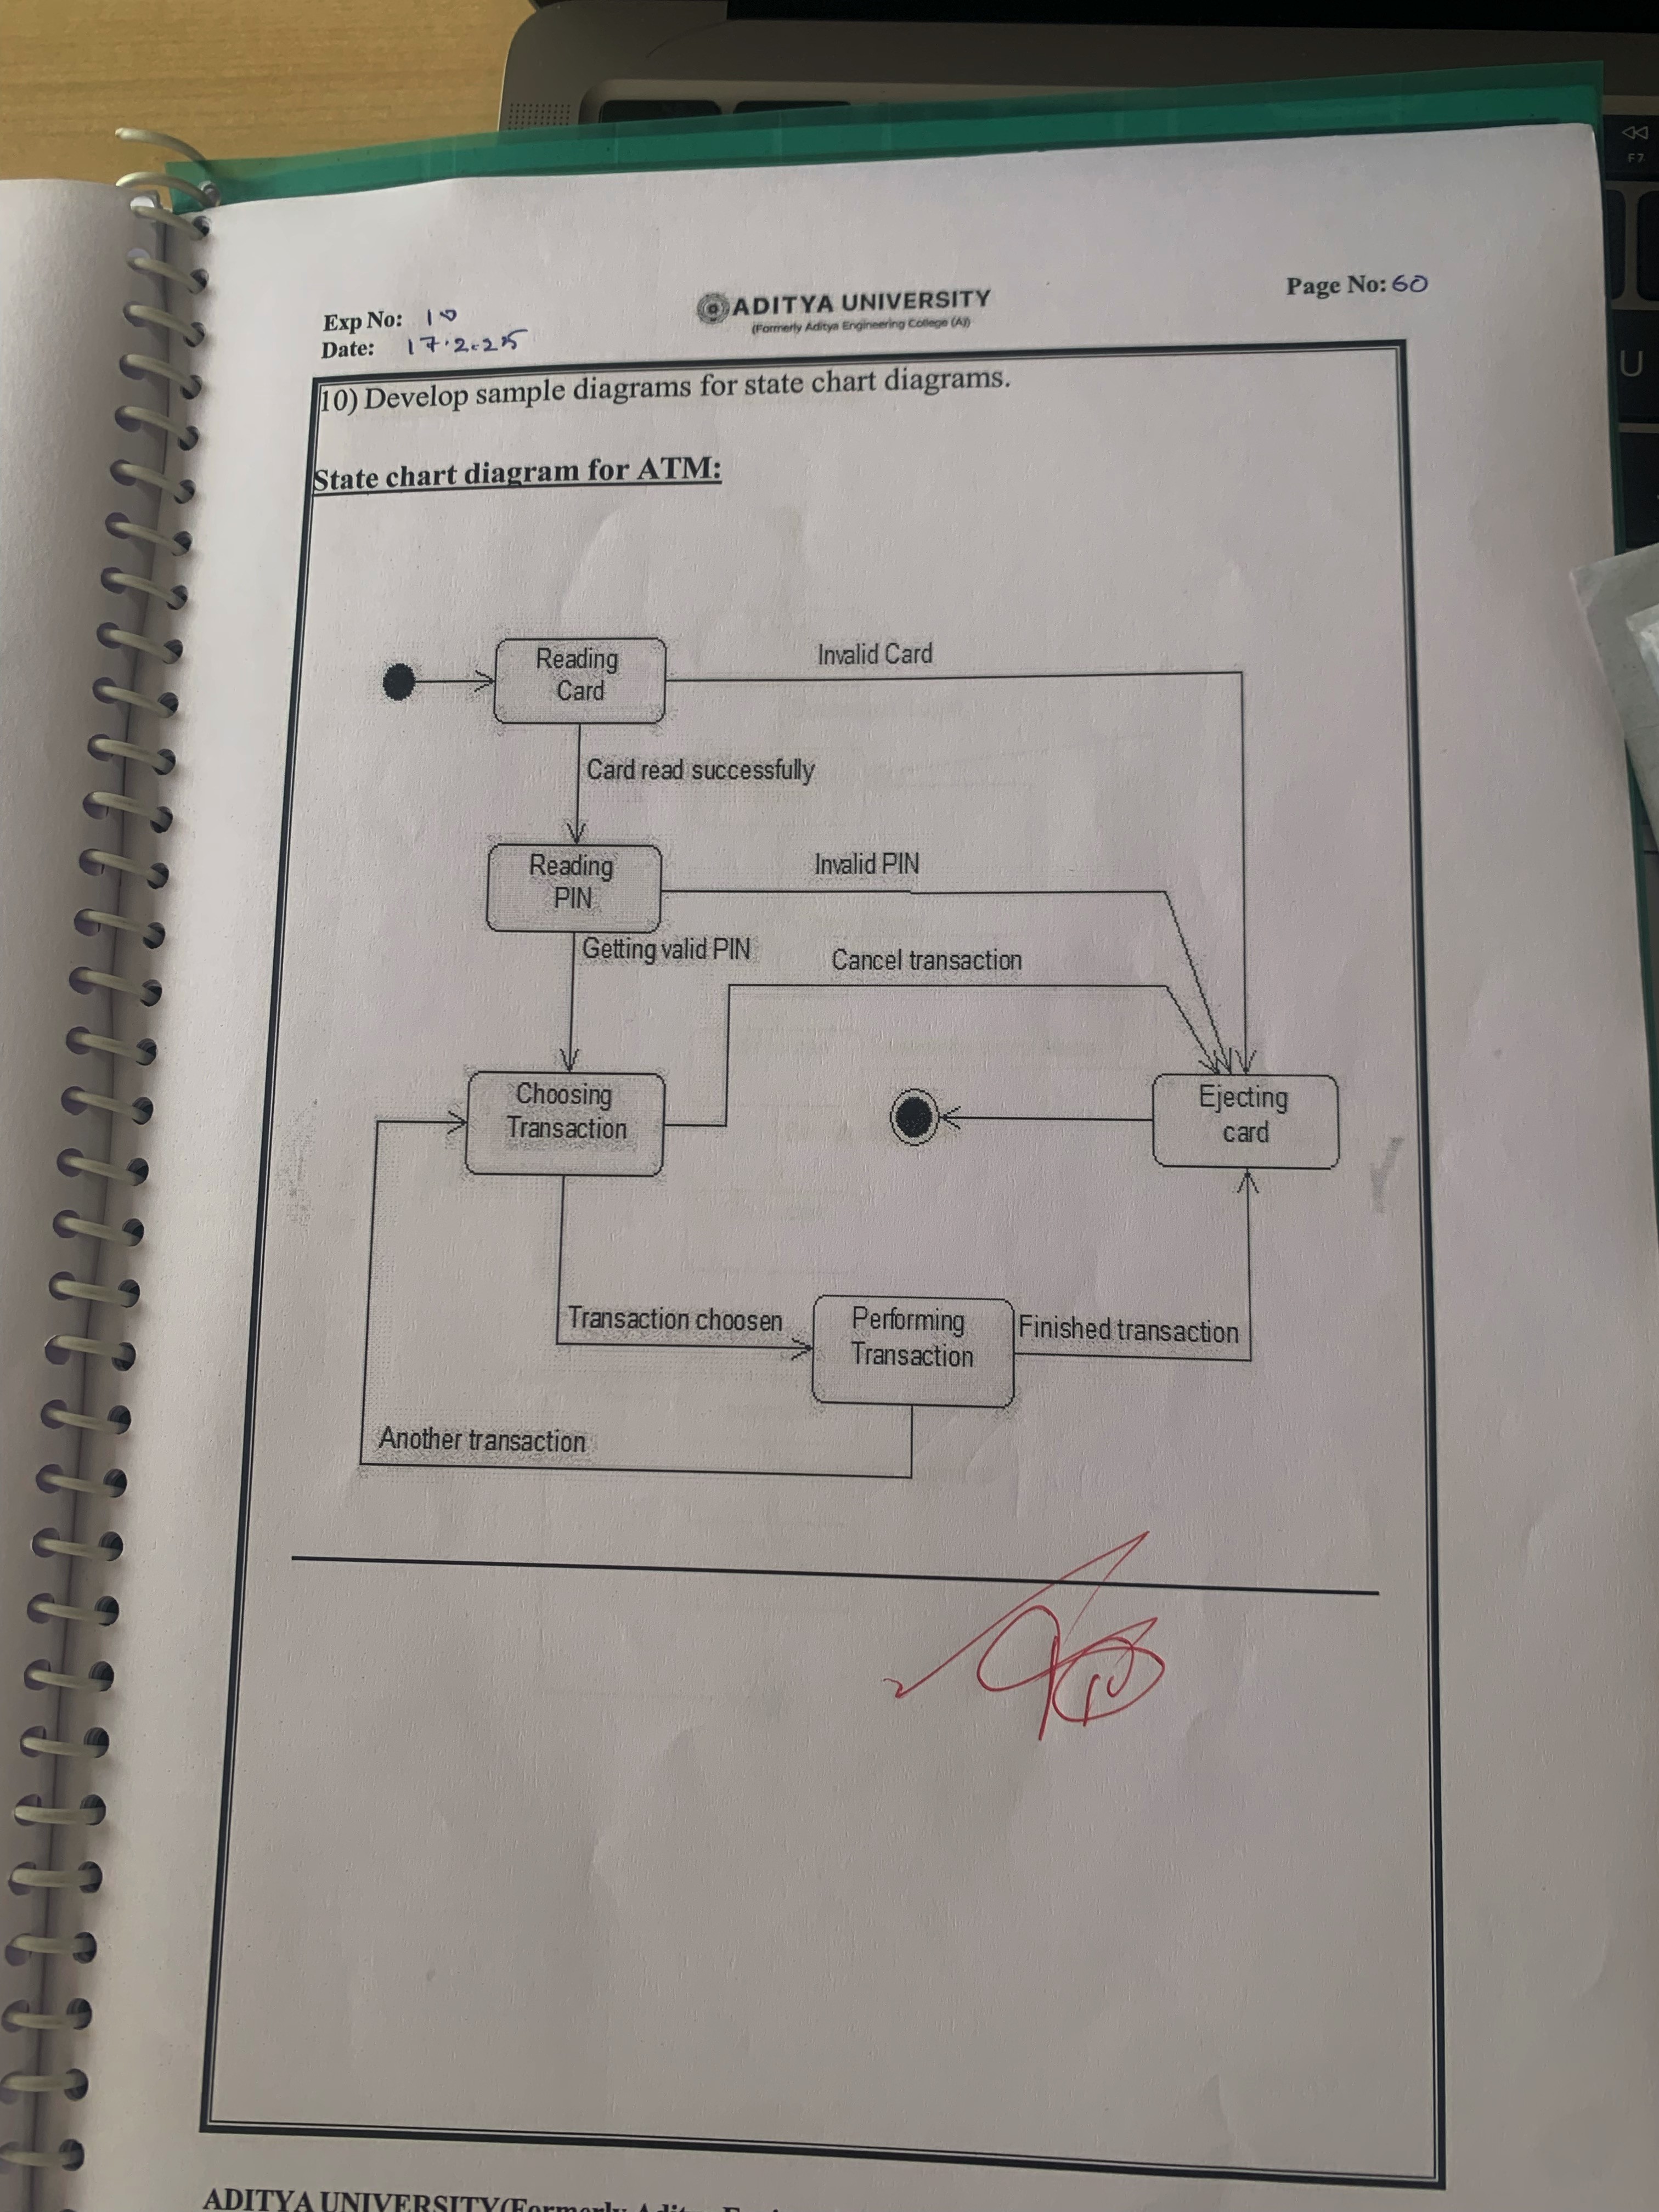 Exp No: 10
ADITYA UNIVERSITY
Page No: 60
(Formerly Aditya Engineering College (A))
Date: 17.2.25
10) Develop sample diagrams for state chart diagrams.
State chart diagram for ATM:
Reading
Card
Invalid Card
Card read successfully
Reading
PIN
Invalid PIN
Getting valid PIN
Cancel transaction
Choosing
Transaction
Ejecting
card
Transaction choosen
Performing
Transaction
Finished transaction
Another transaction
ADITYA UNIVERSITY(Formerly
F7
U